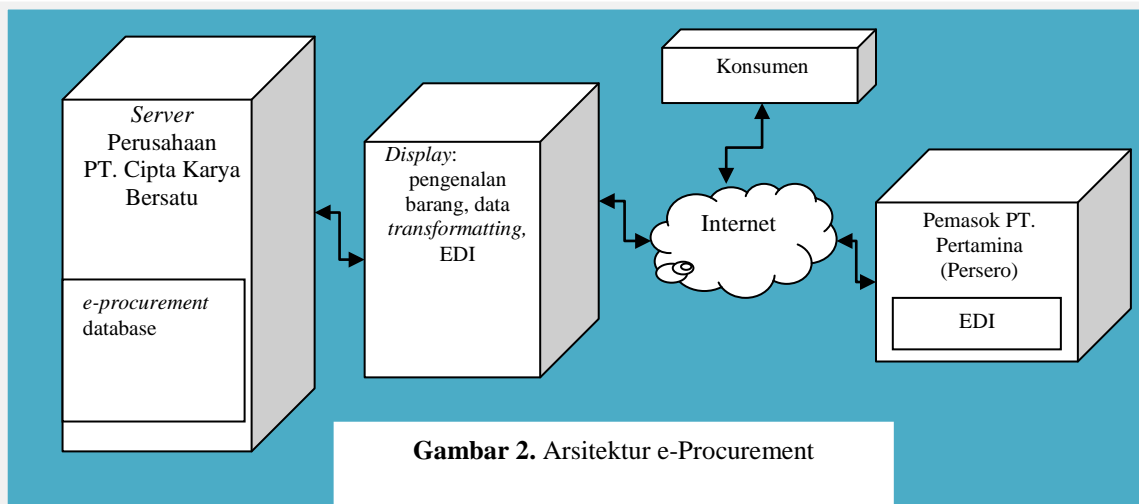 Server
Perusahaan
PT. Cipta Karya
Bersatu
e-procurement
database
Display:
pengenalan
barang, data
transformatting,
EDI
Konsumen
Internet
Pemasok PT.
Pertamina
(Persero)
EDI
Gambar 2. Arsitektur e-Procurement